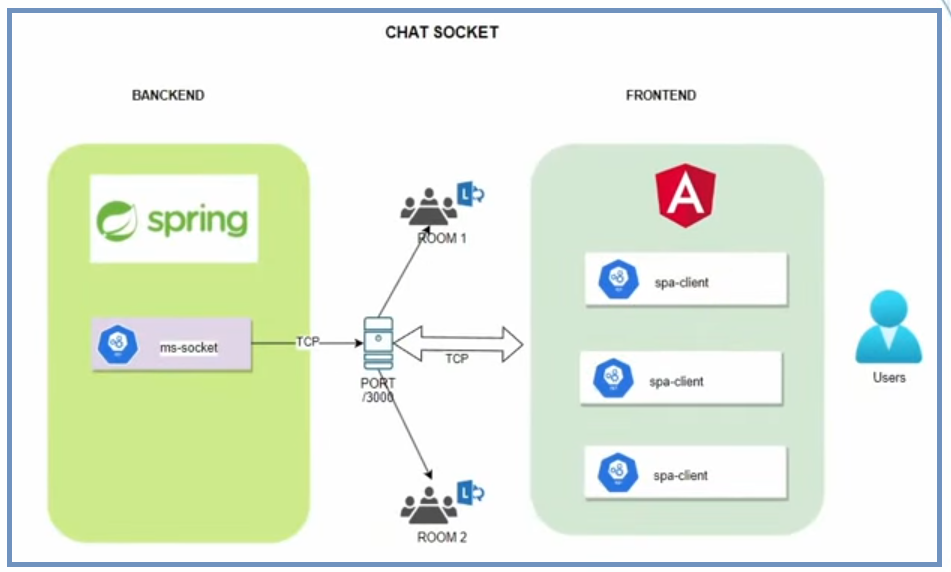 CHAT SOCKET
BANCKEND
FRONTEND
spring
A
L
ROOM 1
spa-client
ms-socket
TCP
TCP
PORT
/3000
spa-client
Users
spa-client
L
ROOM 2